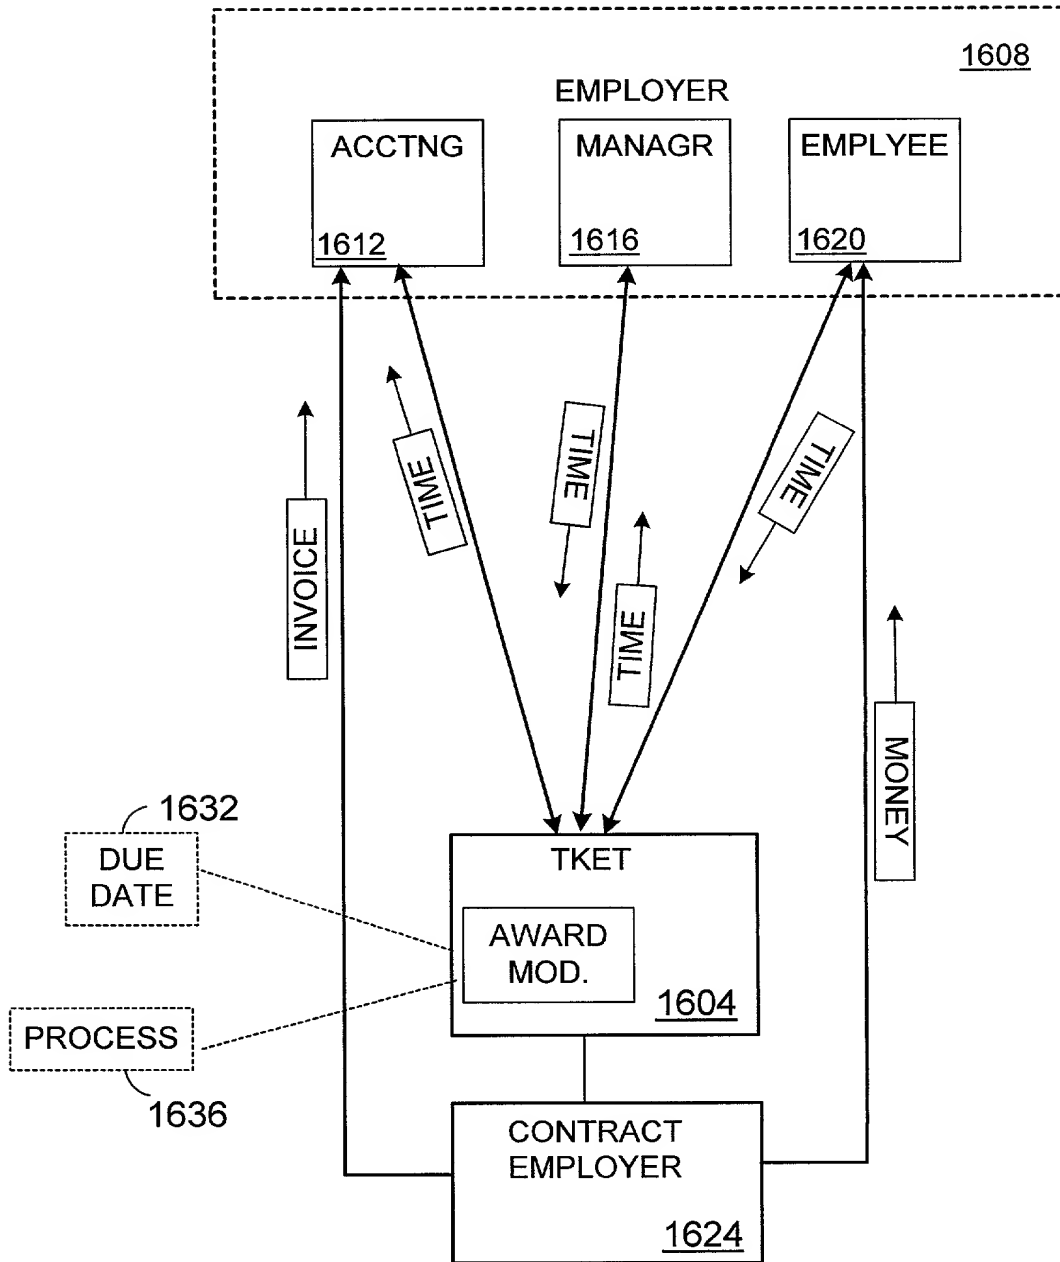 1608
EMPLOYER
ACCTNG
MANAGR
EMPLYEE
1612
1616
1620
TIME
TIME
TIME
INVOICE
TIME
MONEY
1632
DUE
DATE
TKET
AWARD
MOD.
1604
PROCESS
1636
CONTRACT
EMPLOYER
1624